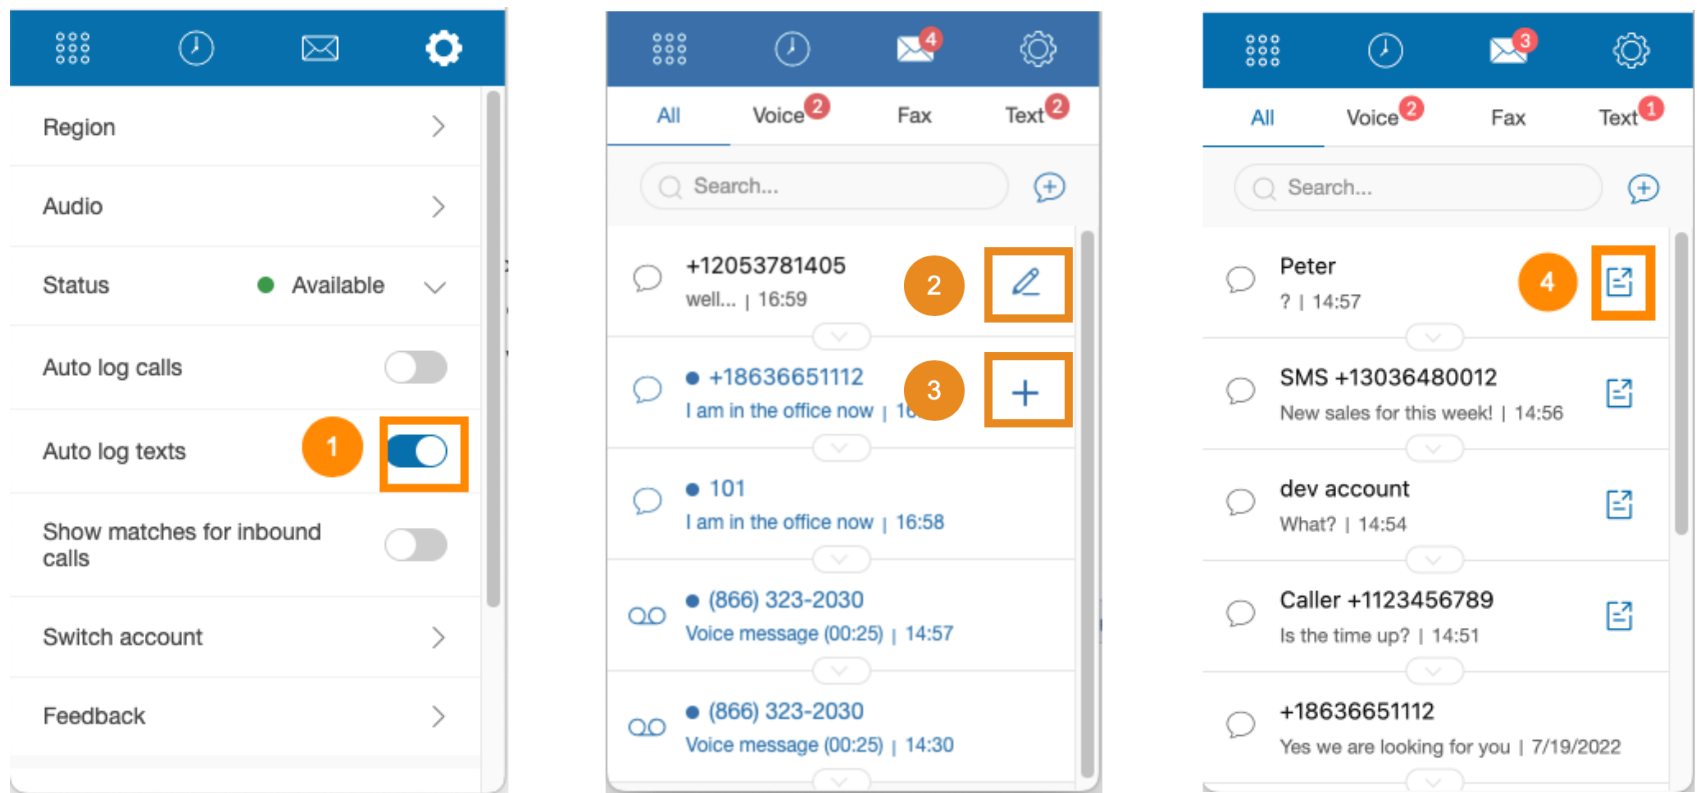 Region
Audio
Status Available
Auto log calls
Auto log texts 1
Show matches for inbound
calls
Switch account
Feedback
4
All Voice 2 Fax Text 2
Search...
+12053781405
well... | 16:59
2
+18636651112
I am in the office now | 16
3
101
I am in the office now | 16:58
(866) 323-2030
Voice message (00:25) | 14:57
(866) 323-2030
Voice message (00:25) | 14:30
3
All Voice 2 Fax Text 1
Search...
Peter
? | 14:57
4
SMS +13036480012
New sales for this week! | 14:56
dev account
What? | 14:54
Caller +1123456789
Is the time up? | 14:51
+18636651112
Yes we are looking for you | 7/19/2022